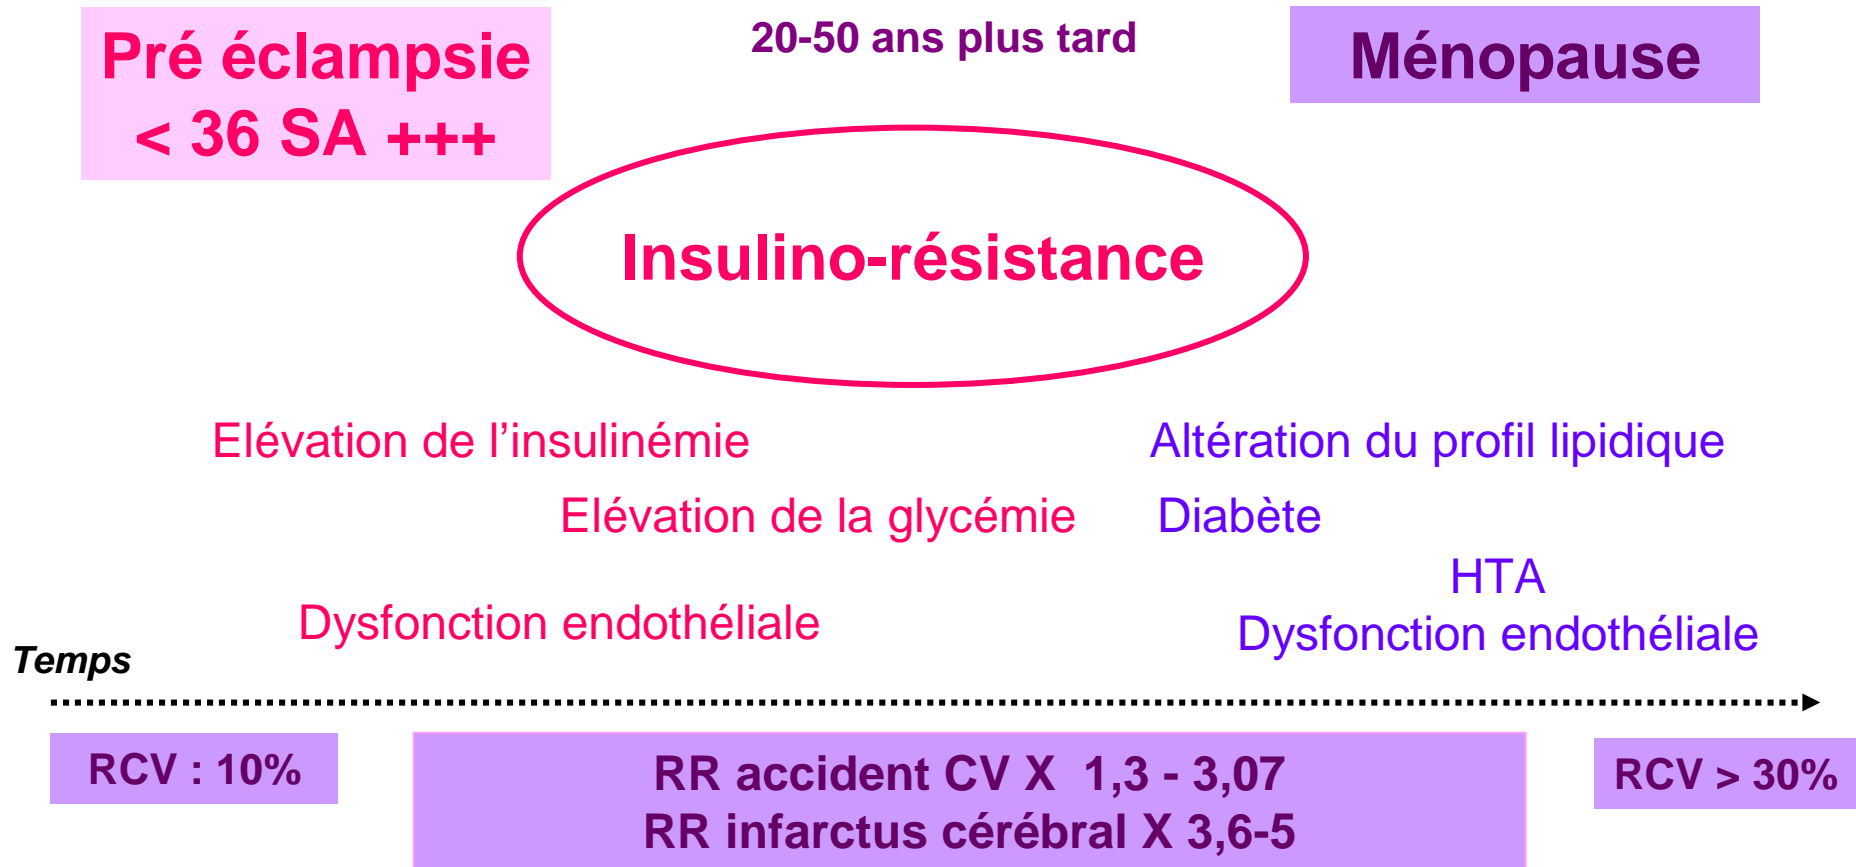 Pré éclampsie
< 36 SA +++
20-50 ans plus tard
Ménopause
Insulino-résistance
Elévation de l’insulinémie
Altération du profil lipidique
Elévation de la glycémie
Diabète
HTA
Dysfonction endothéliale
Dysfonction endothéliale
Temps
RCV : 10%
RR accident CV X 1,3 - 3,07
RR infarctus cérébral X 3,6-5
RCV > 30%